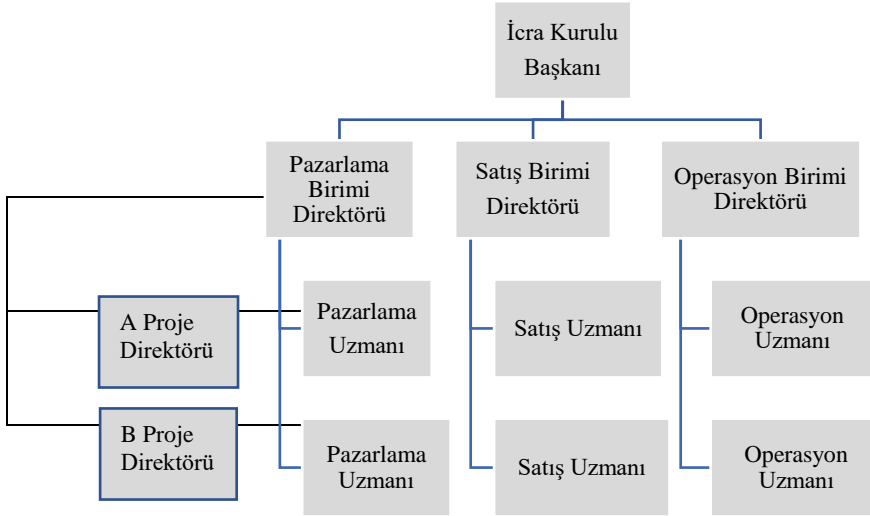 İcra Kurulu
Başkanı
Pazarlama
Birimi
Direktörü
Satış Birimi
Direktörü
Operasyon Birimi
Direktörü
A Proje
Direktörü
Pazarlama
Uzmanı
Satış Uzmanı
Operasyon
Uzmanı
B Proje
Direktörü
Pazarlama
Uzmanı
Satış Uzmanı
Operasyon
Uzmanı